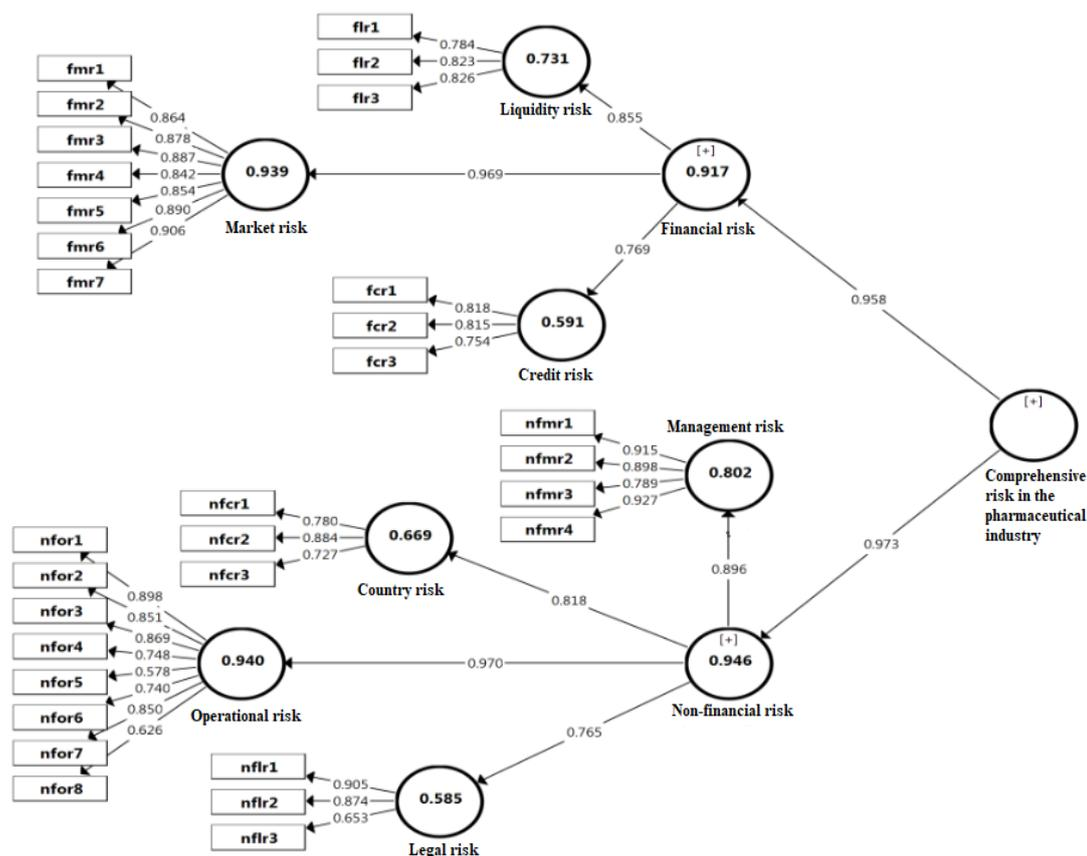 flr1
flr2
flr3
0.784
0.823
0.826
0.731
Liquidity risk
0.855
fmr1
fmr2
fmr3
fmr4
fmr5
fmr6
fmr7
0.864
0.878
0.887
0.842
0.854
0.890
0.906
0.939
Market risk
0.969
[+]
0.917
Financial risk
0.769
0.958
fcr1
fcr2
fcr3
0.818
0.815
0.754
0.591
Credit risk
[+]
Comprehensive
risk in the
pharmaceutical
industry
nfmr1
nfmr2
nfmr3
nfmr4
0.915
0.898
0.789
0.927
Management risk
0.802
0.896
0.973
nfcr1
nfcr2
nfcr3
0.780
0.884
0.727
0.669
Country risk
0.818
nfor1
nfor2
nfor3
nfor4
nfor5
nfor6
nfor7
nfor8
0.898
0.851
0.869
0.748
0.578
0.740
0.850
0.626
0.940
Operational risk
0.970
[+]
0.946
Non-financial risk
0.765
nflr1
nflr2
nflr3
0.905
0.874
0.653
0.585
Legal risk